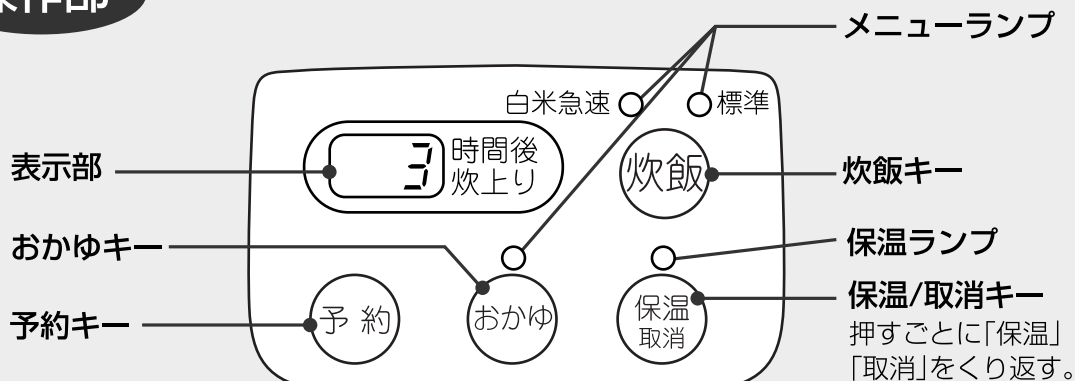 メニューランプ
白米急速
標準
表示部
3
時間後
炊上り
炊飯
炊飯キー
おかゆキー
保温ランプ
予約キー
予約
おかゆ
保温
取消
保温/取消キー
押すごとに「保温」
「取消」をくり返す。